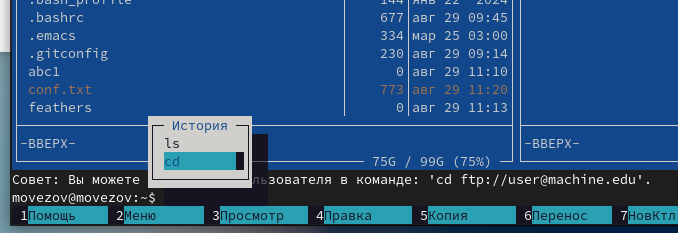 .bash_profile 144 янв 22 2024
.bashrc 677 авг 29 09:45
.emacs 334 мар 25 03:00
.gitconfig 230 авг 29 09:14
abc1 0 авг 29 11:10
conf.txt 773 авг 29 11:20
feathers 0 авг 29 11:13
-ВВЕРХ- -ВВЕРХ-
История
ls
cd
75G / 99G (75%)
Совет: Вы можете льзователя в команде: 'cd ftp://user@machine.edu'.
movezov@movezov:~$
1Помощь 2Меню 3Просмотр 4Правка 5Копия 6Перенос 7НовКтл